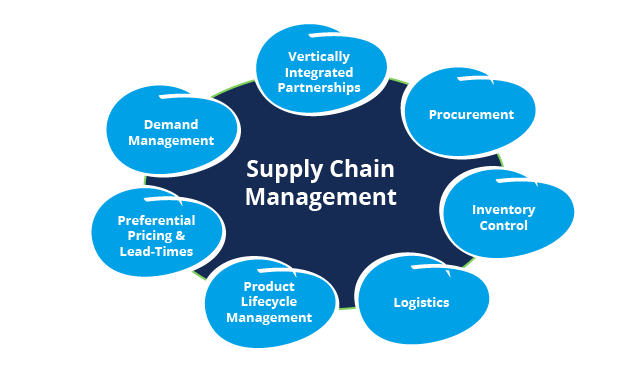 Vertically
Integrated
Partnerships
Procurement
Demand
Management
Supply Chain
Management
Inventory
Control
Preferential
Pricing &
Lead-Times
Product
Lifecycle
Management
Logistics